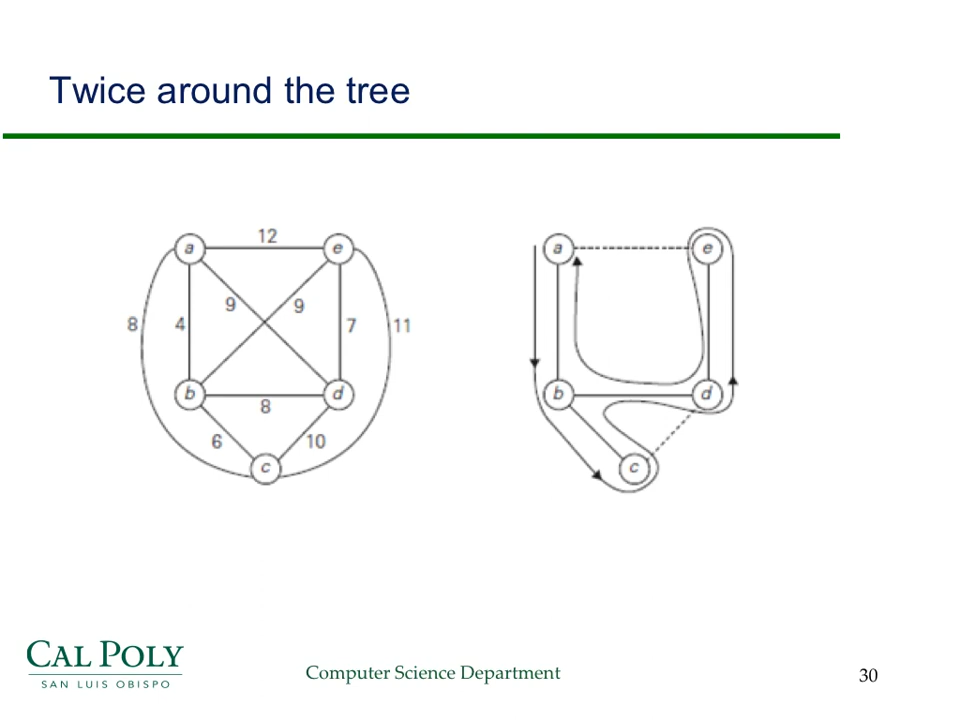 Twice around the tree
12
a
e
a
e
9
9
8
4
7
11
b
d
b
d
8
6
10
c
c
CAL POLY
SAN LUIS OBISPO
Computer Science Department
30